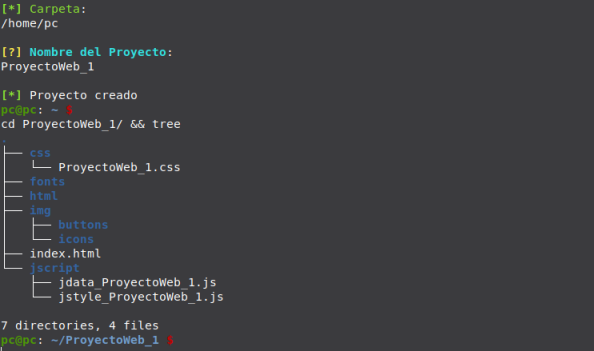 [*] Carpeta:
/home/pc
[?] Nombre del Proyecto:
ProyectoWeb_1
[*] Proyecto creado
pc@pc: ~ $
cd ProyectoWeb_1/ && tree
.
├── css
│   └── ProyectoWeb_1.css
├── fonts
├── html
├── img
│   ├── buttons
│   └── icons
├── index.html
└── jscript
    ├── jdata_ProyectoWeb_1.js
    └── jstyle_ProyectoWeb_1.js
7 directories, 4 files
pc@pc: ~/ProyectoWeb_1 $